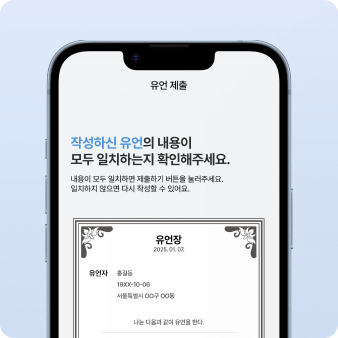 유언 제출
작성하신 유언의 내용이
모두 일치하는지 확인해주세요.
내용이 모두 일치하면 제출하기 버튼을 눌러주세요.
일치하지 않으면 다시 작성할 수 있어요.
유언장
2025. 01. 07.
유언자 홍길동
19XX-10-06
서울특별시 OO구 OO동
나는 다음과 같이 유언을 한다.